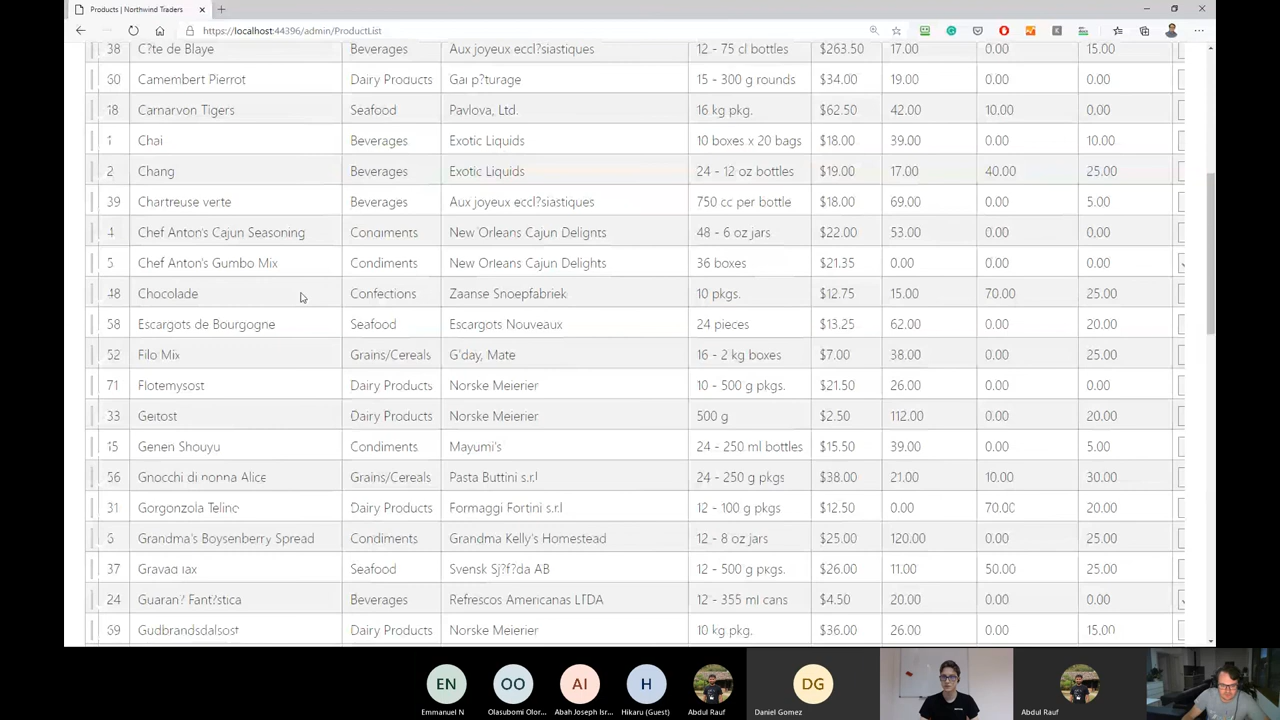 Products | Northwind Traders
https://localhost:44396/admin/ProductList
38 C?te de Blaye Beverages Aux joyeux eccl?siastiques 12 - 75 cl bottles $263.50 17.00 0.00 15.00
60 Camembert Pierrot Dairy Products Gai p?turage 15 - 300 g rounds $34.00 19.00 0.00 0.00
18 Carnarvon Tigers Seafood Pavlova, Ltd. 16 kg pkg. $62.50 42.00 10.00 0.00
1 Chai Beverages Exotic Liquids 10 boxes x 20 bags $18.00 39.00 0.00 10.00
2 Chang Beverages Exotic Liquids 24 - 12 oz bottles $19.00 17.00 40.00 25.00
39 Chartreuse verte Beverages Aux joyeux eccl?siastiques 750 cc per bottle $18.00 69.00 0.00 5.00
4 Chef Anton's Cajun Seasoning Condiments New Orleans Cajun Delights 48 - 6 oz jars $22.00 53.00 0.00 0.00
5 Chef Anton's Gumbo Mix Condiments New Orleans Cajun Delights 36 boxes $21.35 0.00 0.00 0.00
48 Chocolade Confections Zaanse Snoepfabriek 10 pkgs. $12.75 15.00 70.00 25.00
58 Escargots de Bourgogne Seafood Escargots Nouveaux 24 pieces $13.25 62.00 0.00 20.00
52 Filo Mix Grains/Cereals G'day, Mate 16 - 2 kg boxes $7.00 38.00 0.00 25.00
71 Flotemysost Dairy Products Norske Meierier 10 - 500 g pkgs. $21.50 26.00 0.00 0.00
33 Geitost Dairy Products Norske Meierier 500 g $2.50 112.00 0.00 20.00
15 Genen Shouyu Condiments Mayumi's 24 - 250 ml bottles $15.50 39.00 0.00 5.00
56 Gnocchi di nonna Alice Grains/Cereals Pasta Buttini s.r.l 24 - 250 g pkgs $38.00 21.00 10.00 30.00
31 Gorgonzola Telino Dairy Products Formaggi Fortini s.r.l 12 - 100 g pkgs $12.50 0.00 70.00 20.00
6 Grandma's Boysenberry Spread Condiments Grandma Kelly's Homestead 12 - 8 oz jars $25.00 120.00 0.00 25.00
37 Gravad lax Seafood Svensk Sj?f?da AB 12 - 500 g pkgs. $26.00 11.00 50.00 25.00
24 Guaran? Fant?stica Beverages Refrescos Americanas LTDA 12 - 355 ml cans $4.50 20.00 0.00 0.00
69 Gudbrandsdalsost Dairy Products Norske Meierier 10 kg pkg. $36.00 26.00 0.00 15.00
EN OO AI H DG
Emmanuel N Olasubomi Olor... Abah Joseph Isr... Hikaru (Guest) Abdul Rauf Daniel Gomez Abdul Rauf